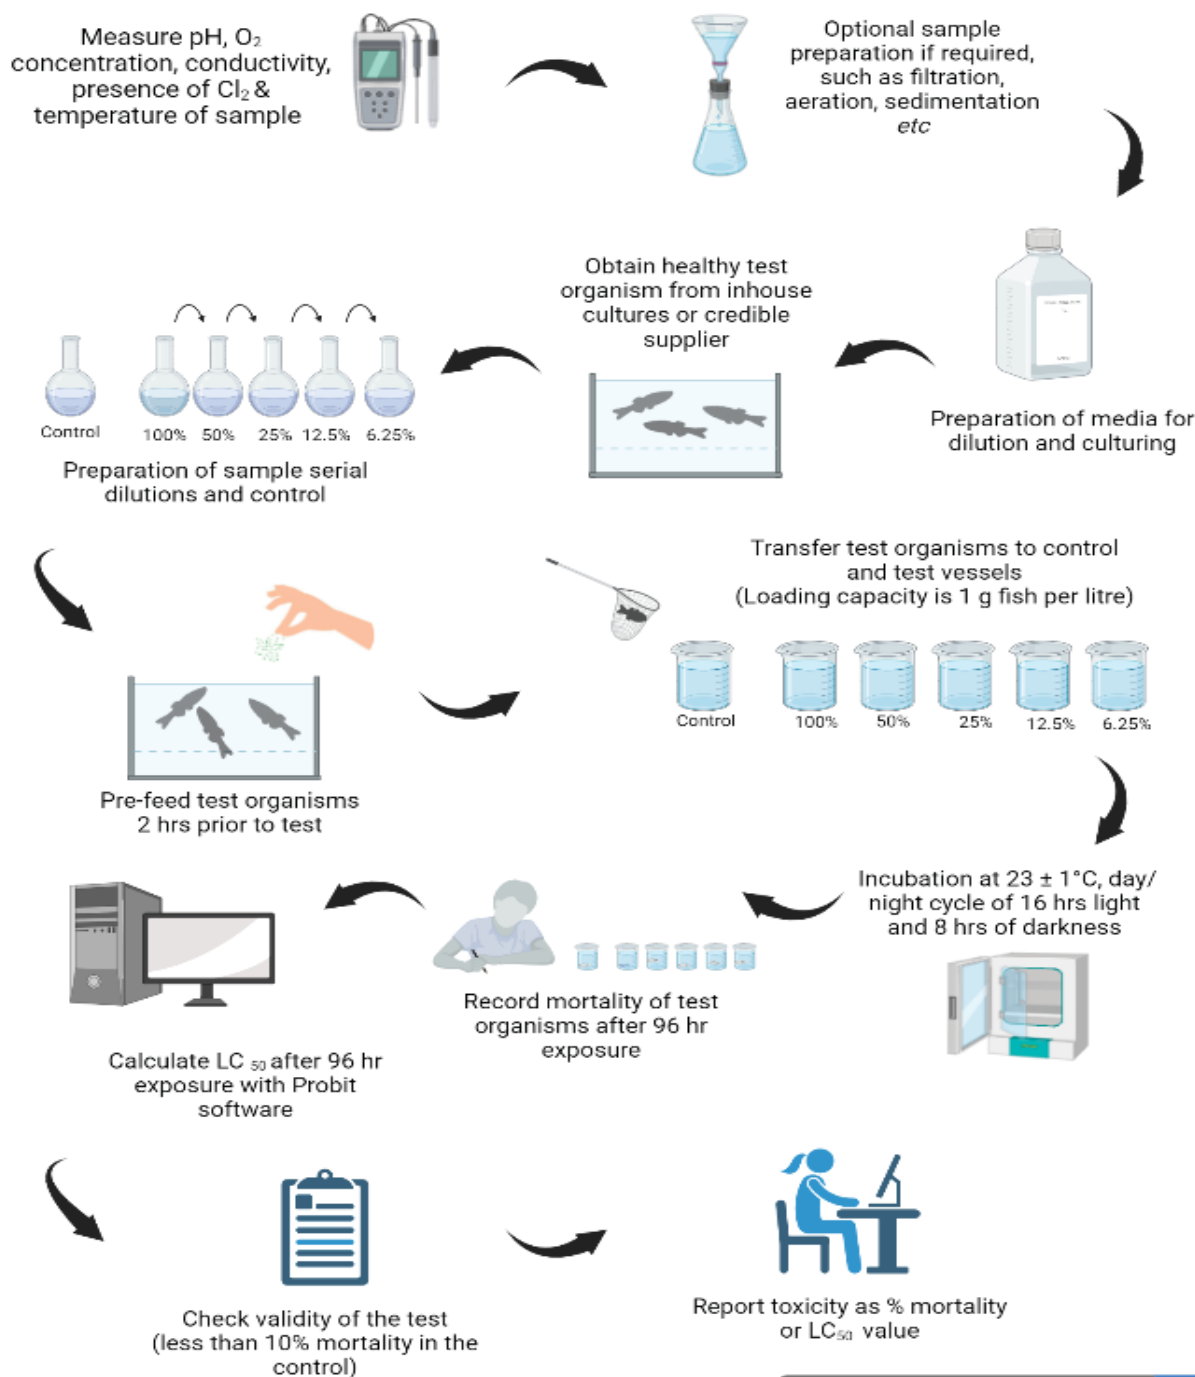 Measure pH, O₂
concentration, conductivity,
presence of Cl₂ &
temperature of sample
Optional sample
preparation if required,
such as filtration,
aeration, sedimentation
etc
Preparation of media for
dilution and culturing
Obtain healthy test
organism from inhouse
cultures or credible
supplier
Control
100% 50% 25% 12.5% 6.25%
Preparation of sample serial
dilutions and control
Pre-feed test organisms
2 hrs prior to test
Transfer test organisms to control
and test vessels
(Loading capacity is 1 g fish per litre)
Control 100% 50% 25% 12.5% 6.25%
Incubation at 23 ± 1°C, day/
night cycle of 16 hrs light
and 8 hrs of darkness
Record mortality of test
organisms after 96 hr
exposure
Calculate LC ₅₀ after 96 hr
exposure with Probit
software
Check validity of the test
(less than 10% mortality in the
control)
Report toxicity as % mortality
or LC₅₀ value